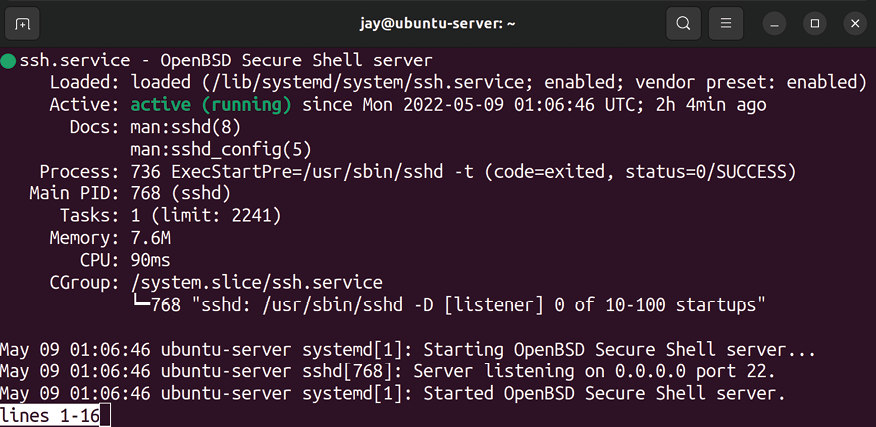 jay@ubuntu-server: ~
ssh.service - OpenBSD Secure Shell server
Loaded: loaded (/lib/systemd/system/ssh.service; enabled; vendor preset: enabled)
Active: active (running) since Mon 2022-05-09 01:06:46 UTC; 2h 4min ago
Docs: man:sshd(8)
man:sshd_config(5)
Process: 736 ExecStartPre=/usr/sbin/sshd -t (code=exited, status=0/SUCCESS)
Main PID: 768 (sshd)
Tasks: 1 (limit: 2241)
Memory: 7.6M
CPU: 90ms
CGroup: /system.slice/ssh.service
└─768 "sshd: /usr/sbin/sshd -D [listener] 0 of 10-100 startups"
May 09 01:06:46 ubuntu-server systemd[1]: Starting OpenBSD Secure Shell server...
May 09 01:06:46 ubuntu-server sshd[768]: Server listening on 0.0.0.0 port 22.
May 09 01:06:46 ubuntu-server systemd[1]: Started OpenBSD Secure Shell server.
lines 1-16